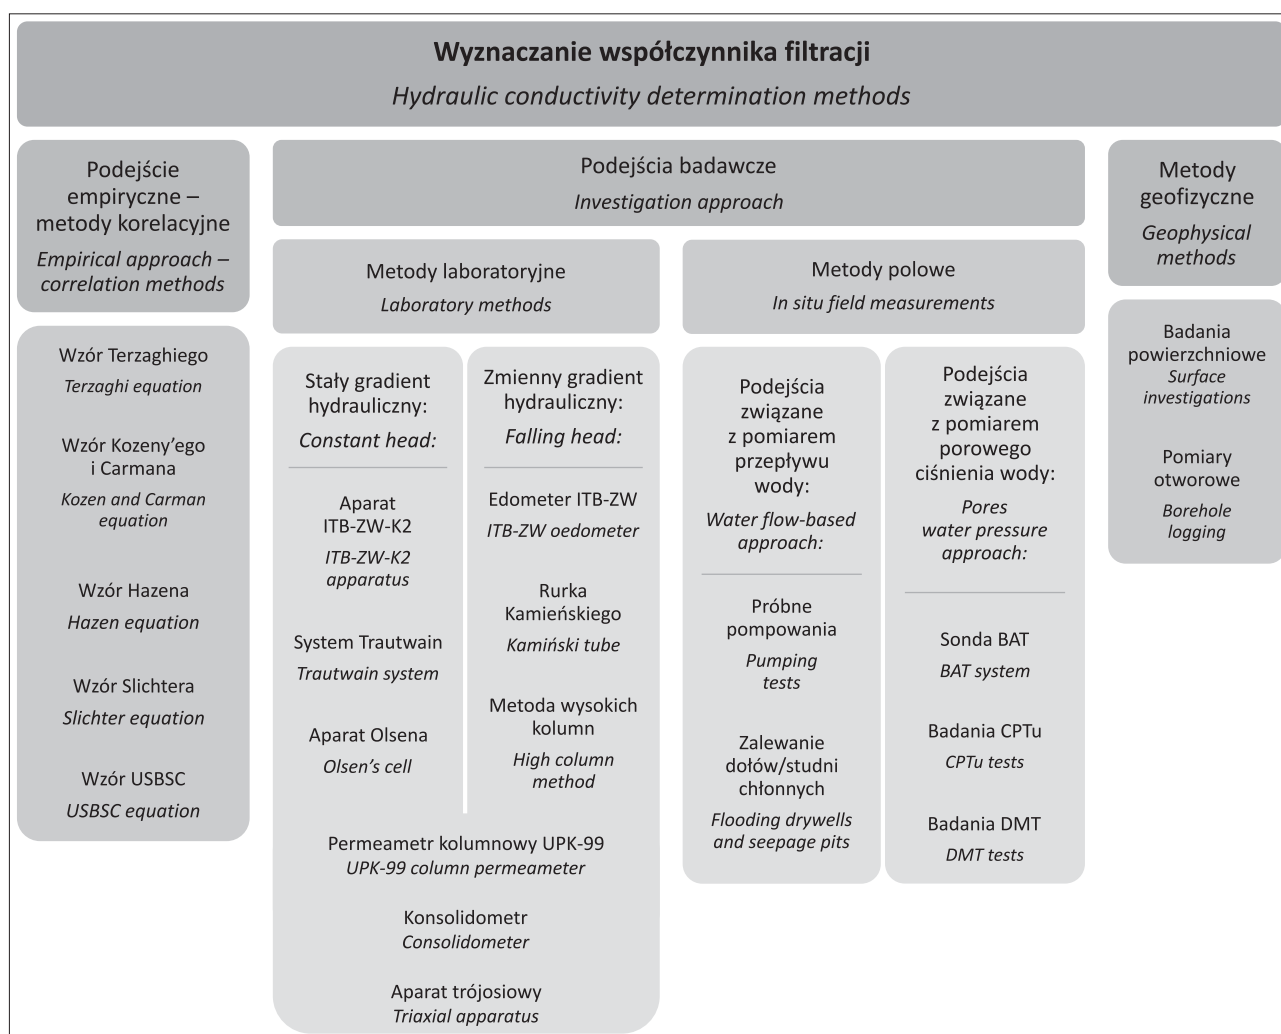 Wyznaczanie współczynnika filtracji
Hydraulic conductivity determination methods
Podejście
empiryczne –
metody korelacyjne
Empirical approach –
correlation methods
Wzór Terzaghiego
Terzaghi equation
Wzór Kozeny’ego
i Carmana
Kozen and Carman
equation
Wzór Hazena
Hazen equation
Wzór Slichtera
Slichter equation
Wzór USBSC
USBSC equation
Podejścia badawcze
Investigation approach
Metody laboratoryjne
Laboratory methods
Stały gradient
hydrauliczny:
Constant head:
Aparat
ITB-ZW-K2
ITB-ZW-K2
apparatus
System Trautwain
Trautwain system
Aparat Olsena
Olsen’s cell
Zmienny gradient
hydrauliczny:
Falling head:
Edometer ITB-ZW
ITB-ZW oedometer
Rurka
Kamieńskiego
Kamiński tube
Metoda wysokich
kolumn
High column
method
Permeametr kolumnowy UPK-99
UPK-99 column permeameter
Konsolidometr
Consolidometer
Aparat trójosiowy
Triaxial apparatus
Metody polowe
In situ field measurements
Podejścia
związane
z pomiarem
przepływu
wody:
Water flow-based
approach:
Próbne
pompowania
Pumping
tests
Zalewanie
dołów/studni
chłonnych
Flooding drywells
and seepage pits
Podejścia
związane
z pomiarem
porowego
ciśnienia wody:
Pores
water pressure
approach:
Sonda BAT
BAT system
Badania CPTu
CPTu tests
Badania DMT
DMT tests
Metody
geofizyczne
Geophysical
methods
Badania
powierzchniowe
Surface
investigations
Pomiary
otworowe
Borehole
logging